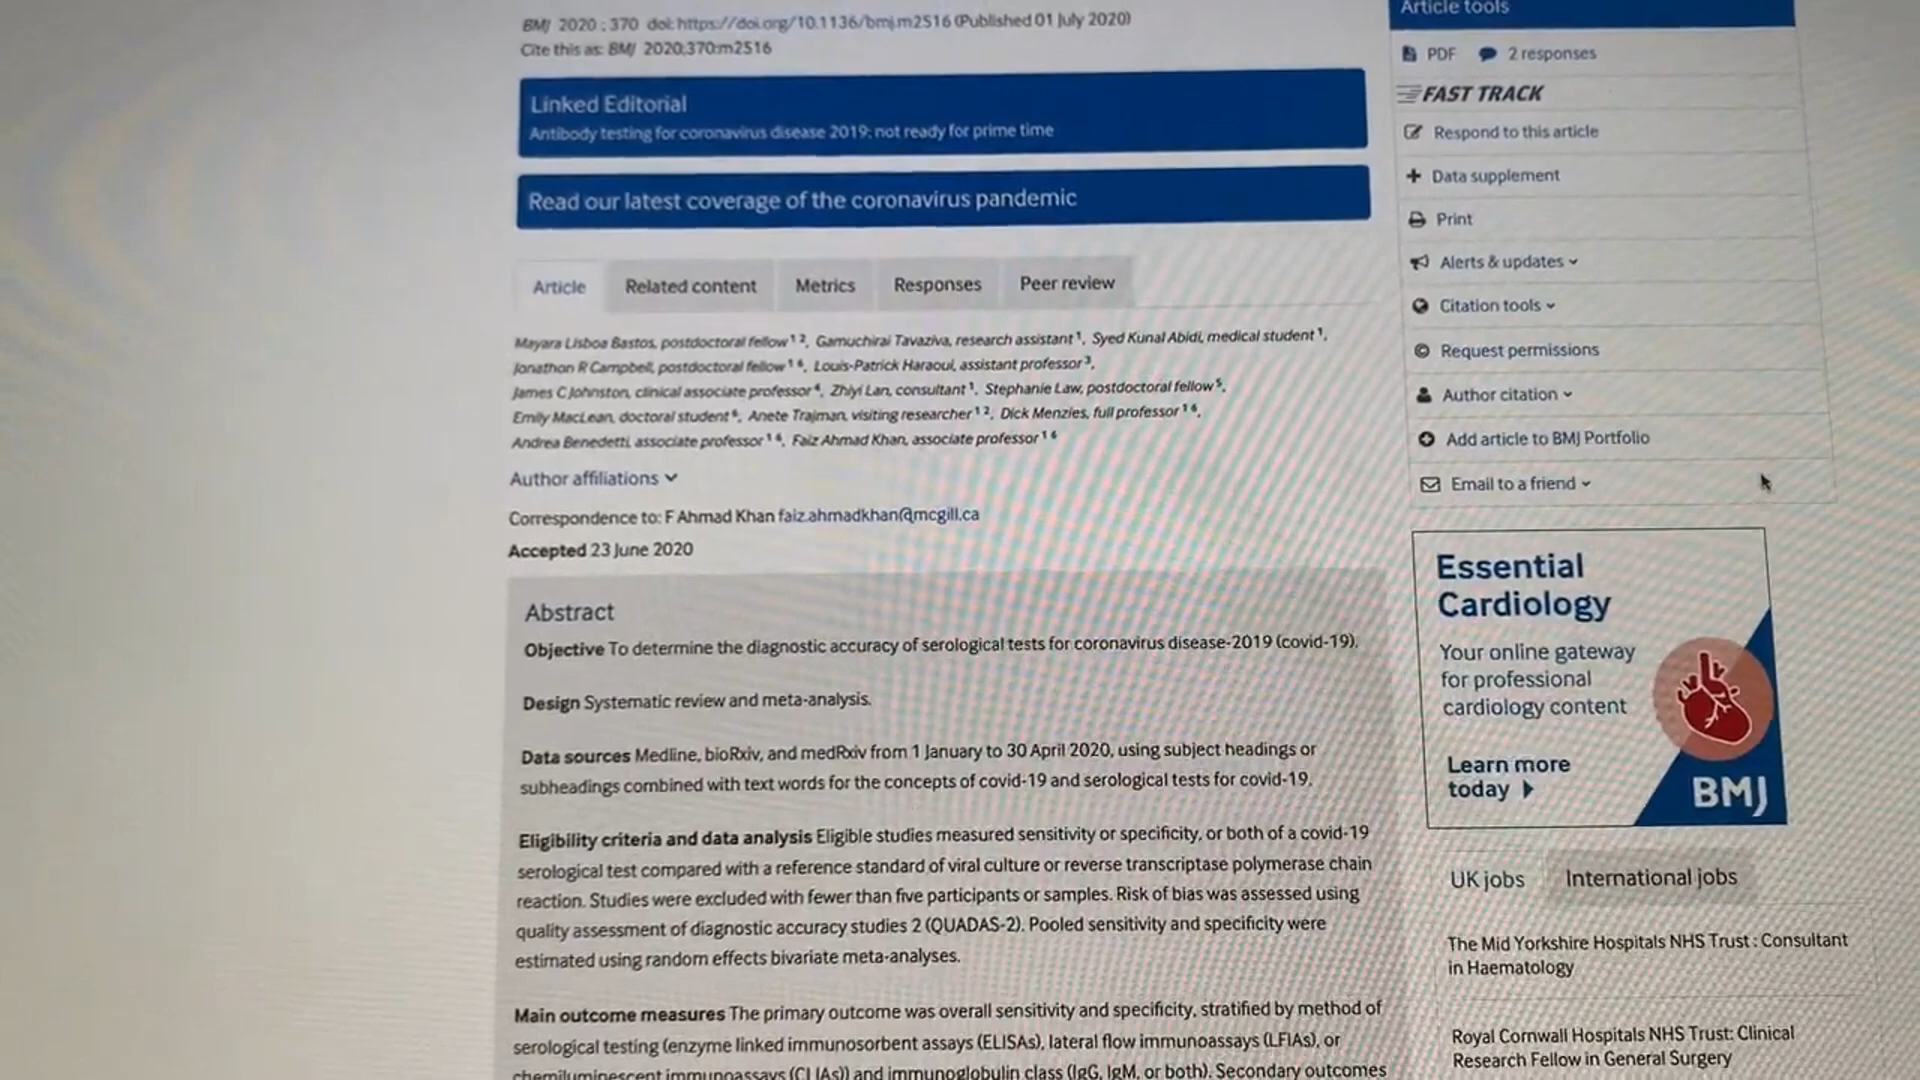 BMJ 2020 ; 370 doi: https://doi.org/10.1136/bmj.m2516 (Published 01 July 2020)
Cite this as: BMJ 2020;370:m2516
Linked Editorial
Antibody testing for coronavirus disease 2019: not ready for prime time
Read our latest coverage of the coronavirus pandemic
Article Related content Metrics Responses Peer review
Mayara Lisboa Bastos, postdoctoral fellow 1 2, Gamuchirai Tavaziva, research assistant 1, Syed Kunal Abidi, medical student 1,
Jonathon R Campbell, postdoctoral fellow 1 6, Louis-Patrick Haraoui, assistant professor 3,
James C Johnston, clinical associate professor 4, Zhiyi Lan, consultant 1, Stephanie Law, postdoctoral fellow 5,
Emily MacLean, doctoral student 6, Anete Trajman, visiting researcher 1 2, Dick Menzies, full professor 1 6,
Andrea Benedetti, associate professor 1 6, Faiz Ahmad Khan, associate professor 1 6
Author affiliations
Correspondence to: F Ahmad Khan faiz.ahmadkhan@mcgill.ca
Accepted 23 June 2020
Abstract
Objective To determine the diagnostic accuracy of serological tests for coronavirus disease-2019 (covid-19).
Design Systematic review and meta-analysis.
Data sources Medline, bioRxiv, and medRxiv from 1 January to 30 April 2020, using subject headings or
subheadings combined with text words for the concepts of covid-19 and serological tests for covid-19.
Eligibility criteria and data analysis Eligible studies measured sensitivity or specificity, or both of a covid-19
serological test compared with a reference standard of viral culture or reverse transcriptase polymerase chain
reaction. Studies were excluded with fewer than five participants or samples. Risk of bias was assessed using
quality assessment of diagnostic accuracy studies 2 (QUADAS-2). Pooled sensitivity and specificity were
estimated using random effects bivariate meta-analyses.
Main outcome measures The primary outcome was overall sensitivity and specificity, stratified by method of
serological testing (enzyme linked immunosorbent assays (ELISAs), lateral flow immunoassays (LFIAs), or
chemiluminescent immunoassays (CLIAs)) and immunoglobulin class (IgG, IgM, or both). Secondary outcomes
Article tools
PDF 2 responses
FAST TRACK
Respond to this article
Data supplement
Print
Alerts & updates
Citation tools
Request permissions
Author citation
Add article to BMJ Portfolio
Email to a friend
Essential
Cardiology
Your online gateway
for professional
cardiology content
Learn more
today
BMJ
UK jobs International jobs
The Mid Yorkshire Hospitals NHS Trust : Consultant
in Haematology
Royal Cornwall Hospitals NHS Trust: Clinical
Research Fellow in General Surgery